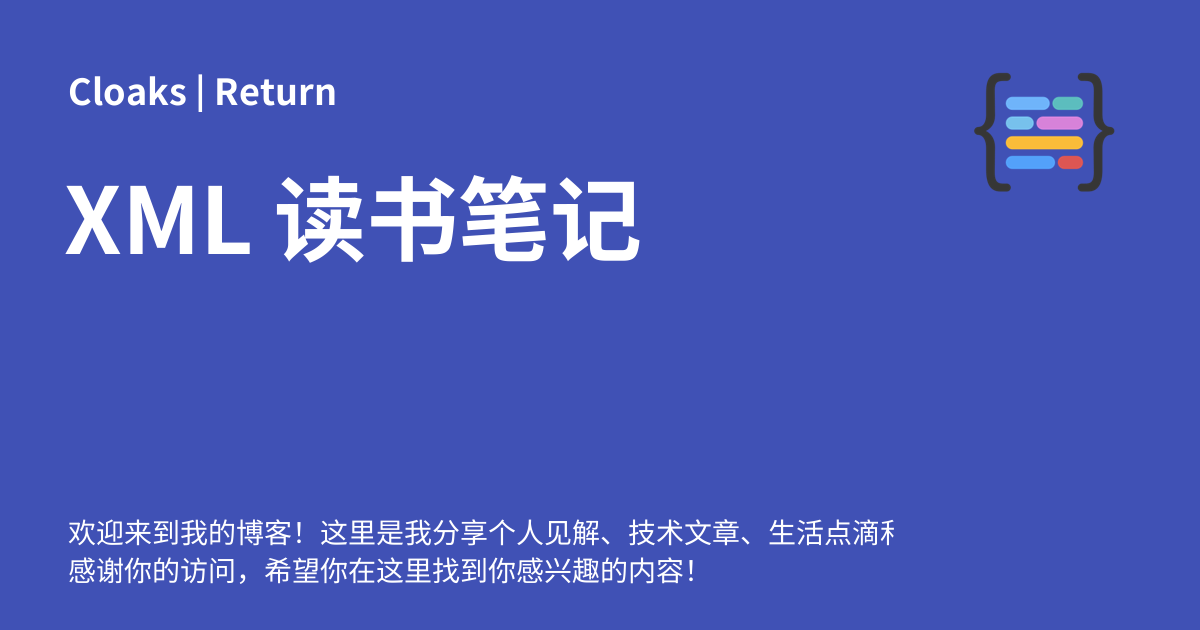 Cloaks | Return
XML 读书笔记
欢迎来到我的博客！这里是我分享个人见解、技术文章、生活点滴
感谢你的访问，希望你在这里找到你感兴趣的内容！